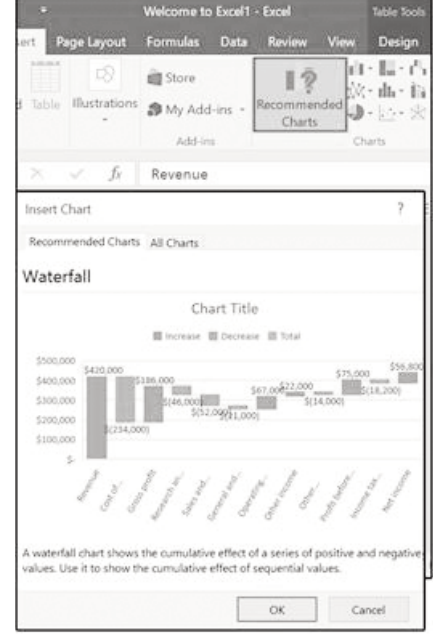 Welcome to Excel1 - Excel
Table Tools
ert Page Layout Formulas Data Review View Design
Table
Illustrations
Store
My Add-ins
Add-ins
Recommended
Charts
Charts
fx Revenue
Insert Chart ?
Recommended Charts All Charts
Waterfall
Chart Title
Increase Decrease Total
$500,000
$400,000
$300,000
$200,000
$100,000
$-
$420,000
$(234,000)
$186,000
$(46,000)
$(52,000)
$(21,000)
$67,000
$22,000
$(14,000)
$75,000
$(18,200)
$56,800
Revenue
Cost of...
Gross profit
Research an...
Sales and...
General and...
Operating...
Other income
Other...
Profit before...
Income tax...
Net income
A waterfall chart shows the cumulative effect of a series of positive and negative
values. Use it to show the cumulative effect of sequential values.
OK Cancel